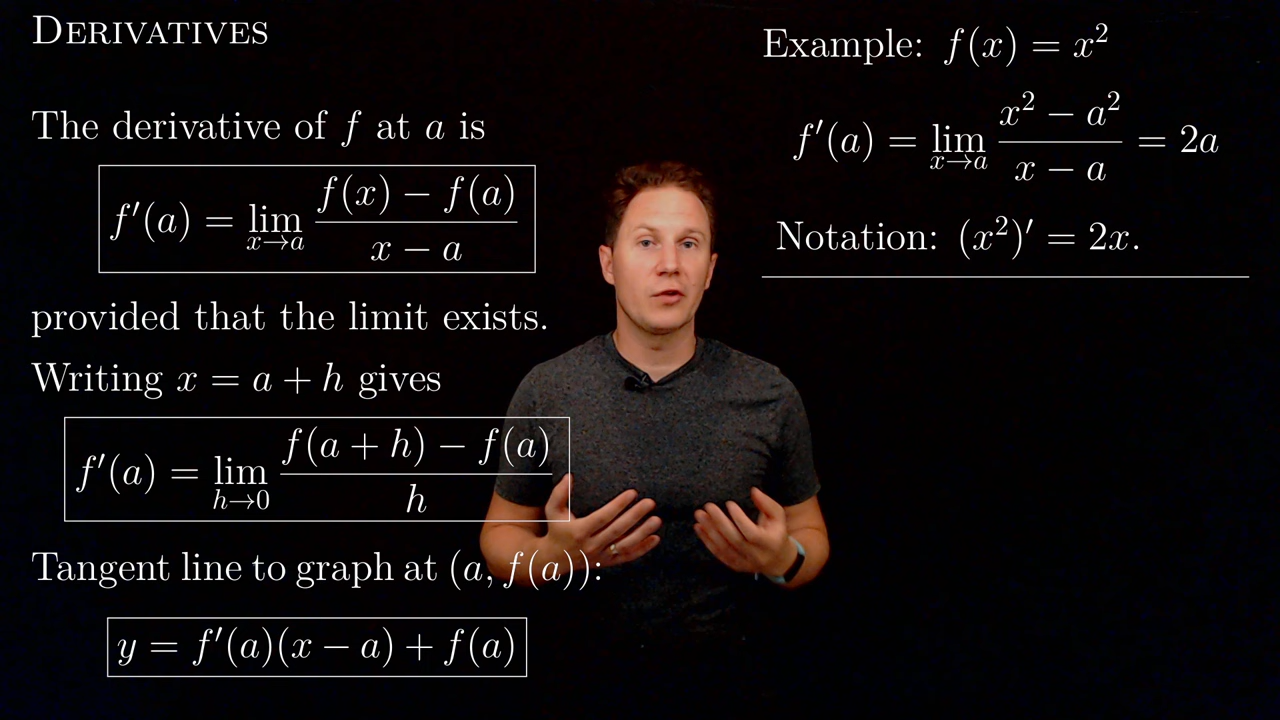 DERIVATIVES
The derivative of f at a is
f′(a) = lim_{x→a} (f(x) − f(a))/(x − a)
provided that the limit exists.
Writing x = a + h gives
f′(a) = lim_{h→0} (f(a + h) − f(a))/h
Tangent line to graph at (a, f(a)):
y = f′(a)(x − a) + f(a)
Example: f(x) = x²
f′(a) = lim_{x→a} (x² − a²)/(x − a) = 2a
Notation: (x²)′ = 2x.